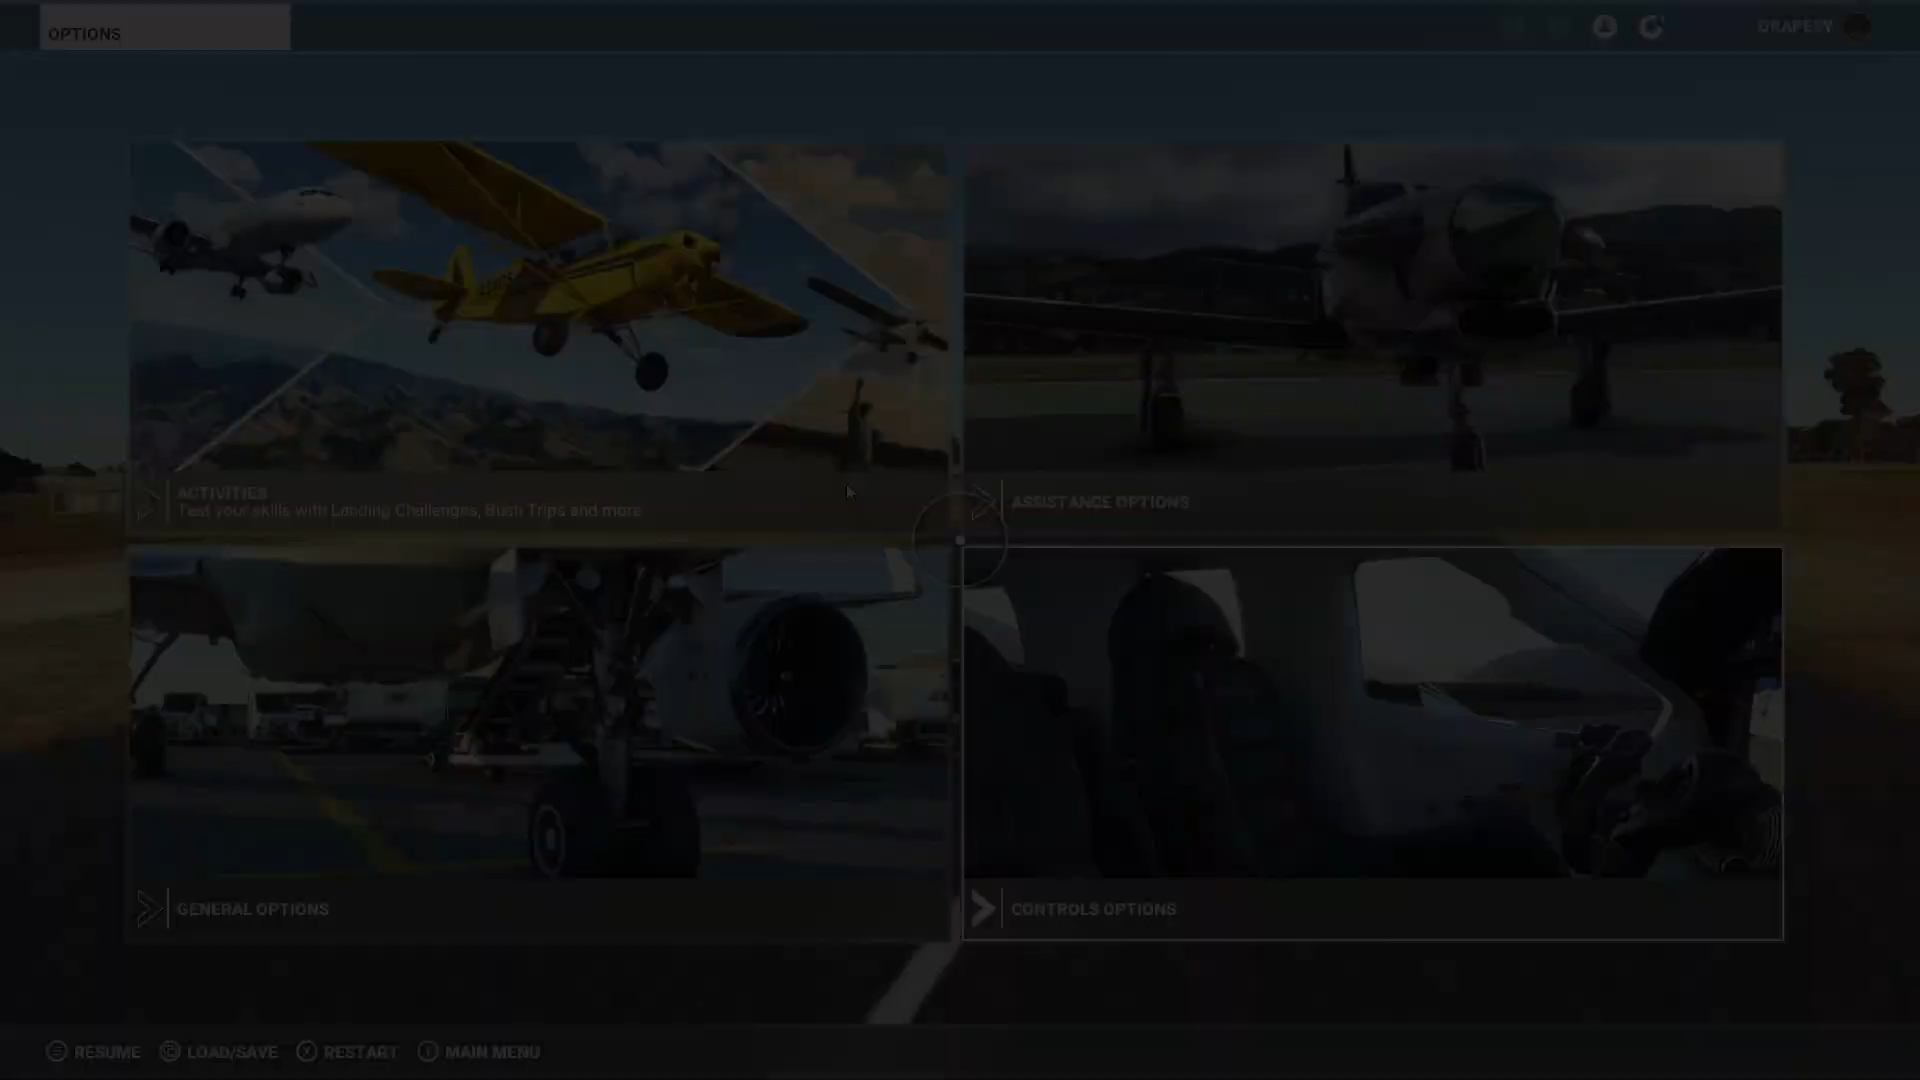 OPTIONS
GRAPESY
ACTIVITIES
Test your skills with Landing Challenges, Bush Trips and more
ASSISTANCE OPTIONS
GENERAL OPTIONS
CONTROLS OPTIONS
RESUME
LOAD/SAVE
RESTART
MAIN MENU